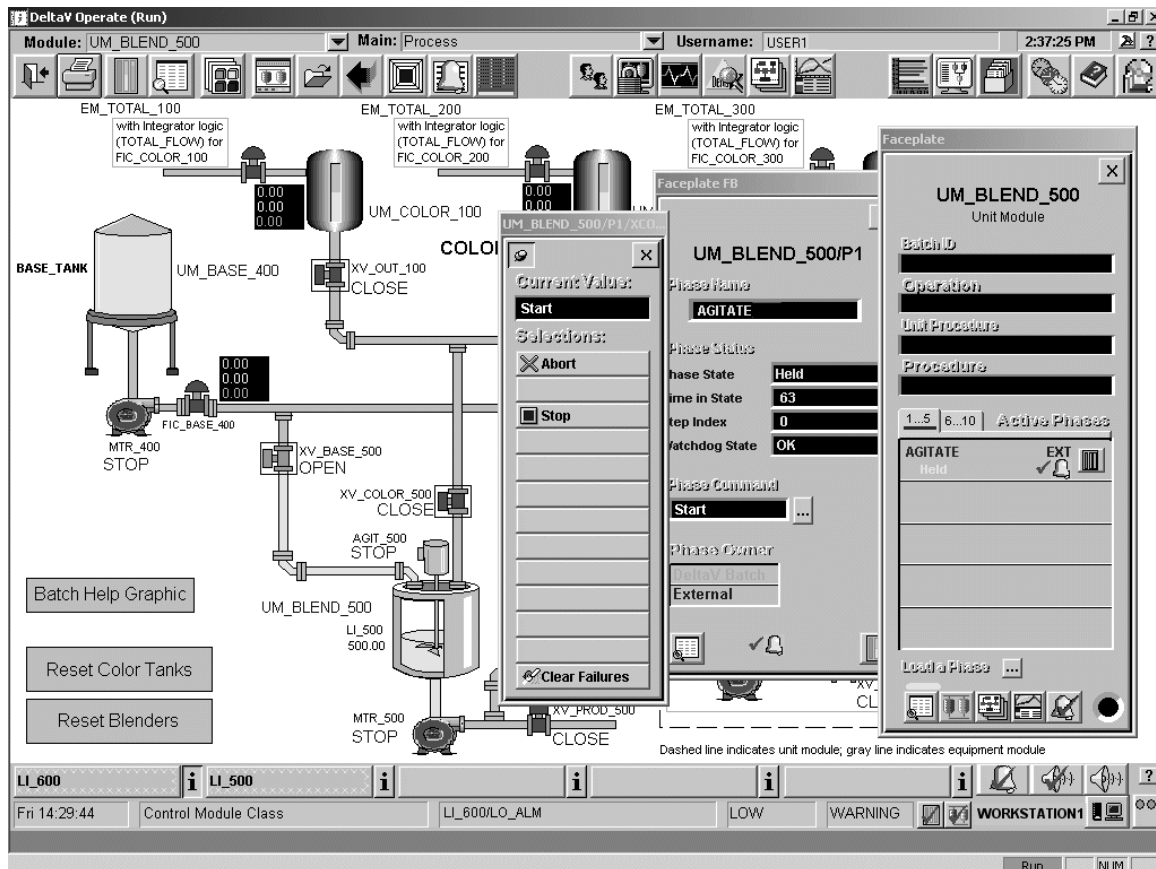 DeltaV Operate (Run)
Module: UM_BLEND_500 Main: Process Username: USER1 2:37:25 PM ?
EM_TOTAL_100
with Integrator logic
(TOTAL_FLOW) for
FIC_COLOR_100
EM_TOTAL_200
with Integrator logic
(TOTAL_FLOW) for
FIC_COLOR_200
EM_TOTAL_300
with Integrator logic
(TOTAL_FLOW) for
FIC_COLOR_300
0.00
0.00
0.00
UM_COLOR_100
0.00
0.00
0.00
BASE_TANK
UM_BASE_400
XV_OUT_100
CLOSE
0.00
0.00
0.00
FIC_BASE_400
MTR_400
STOP
XV_BASE_500
OPEN
XV_COLOR_500
CLOSE
AGIT_500
STOP
UM_BLEND_500
LI_500
500.00
MTR_500
STOP
XV_PROD_500
CLOSE
Batch Help Graphic
Reset Color Tanks
Reset Blenders
UM_BLEND_500/P1/XCO...
Current Value:
Start
Selections:
Abort
Stop
Clear Failures
Faceplate FB
UM_BLEND_500/P1
Phase Name
AGITATE
Phase Status
hase State Held
ime in State 63
tep Index 0
Watchdog State OK
Phase Command
Start ...
Phase Owner
DeltaV Batch
External
Faceplate
UM_BLEND_500
Unit Module
Batch ID
Operation
Unit Procedure
Procedure
1...5 6...10 Active Phases
AGITATE EXT
Held
Load a Phase ...
Dashed line indicates unit module; gray line indicates equipment module
LI_600 i LI_500 i i i i ?
Fri 14:29:44 Control Module Class LI_600/LO_ALM LOW WARNING WORKSTATION1
Run NUM